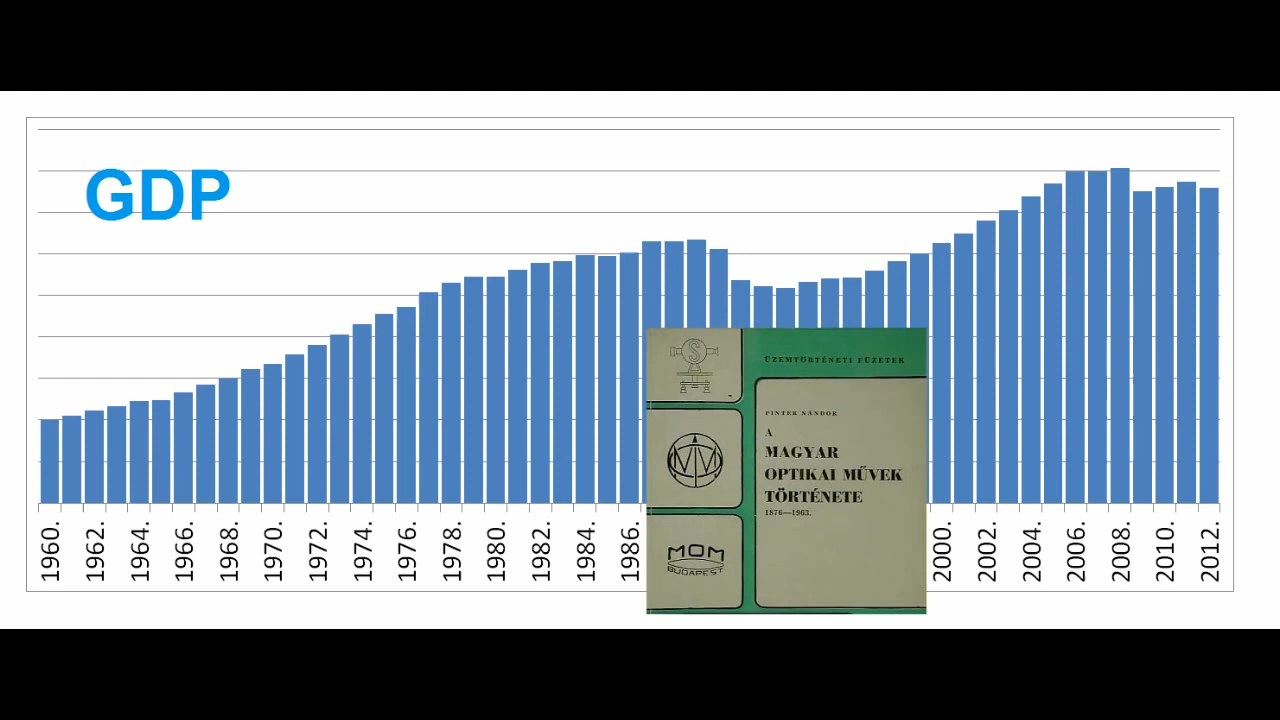 GDP
ÜZEMTÖRTÉNETI FÜZETEK
PINTÉR NÁNDOR
A
MAGYAR
OPTIKAI MŰVEK
TÖRTÉNETE
1876—1963.
MOM
BUDAPEST
1960. 1962. 1964. 1966. 1968. 1970. 1972. 1974. 1976. 1978. 1980. 1982. 1984. 1986. 2000. 2002. 2004. 2006. 2008. 2010. 2012.